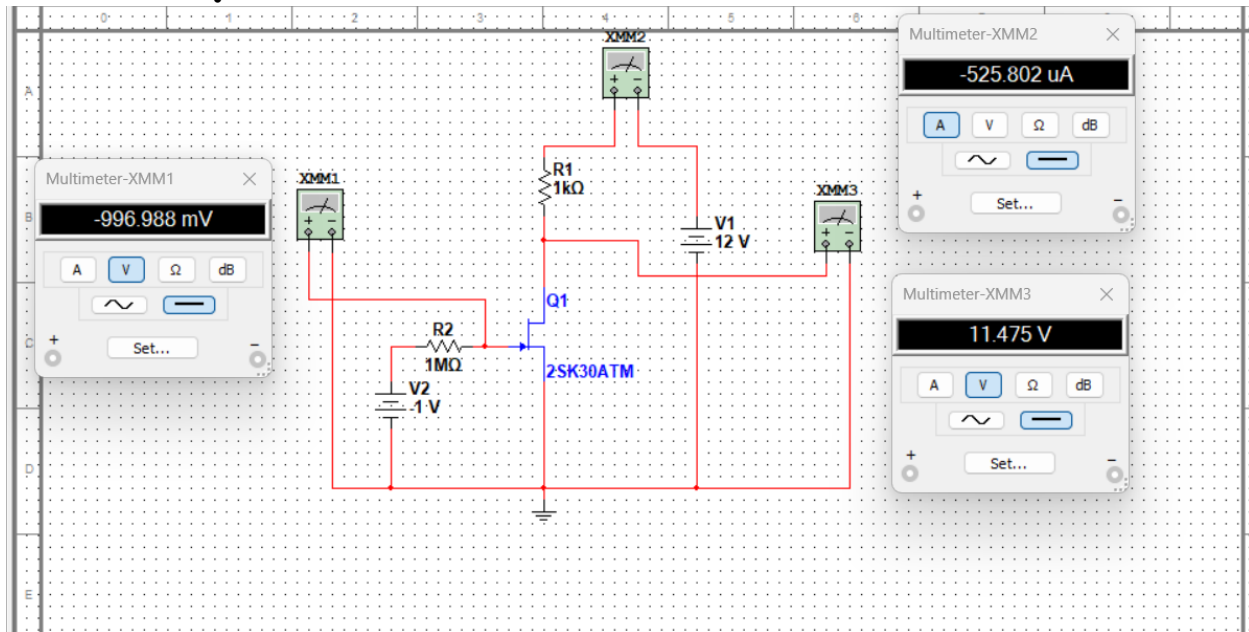 0 1 2 3 4 5 6
A
B
C
D
E
XMM2
+ −
R1
1kΩ
XMM1
+ −
XMM3
+ −
V1
12 V
Q1
2SK30ATM
R2
1MΩ
V2
-1 V
Multimeter-XMM1
-996.988 mV
A V Ω dB
+ Set... −
Multimeter-XMM2
-525.802 uA
A V Ω dB
+ Set... −
Multimeter-XMM3
11.475 V
A V Ω dB
+ Set... −